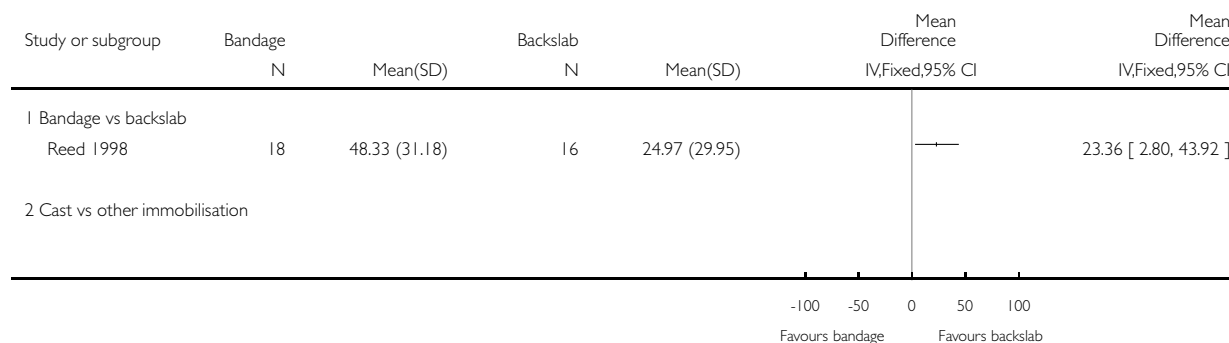 Study or subgroup Bandage Backslab Mean Difference Mean Difference
N Mean(SD) N Mean(SD) IV,Fixed,95% CI IV,Fixed,95% CI
1 Bandage vs backslab
Reed 1998 18 48.33 (31.18) 16 24.97 (29.95) 23.36 [ 2.80, 43.92 ]
2 Cast vs other immobilisation
-100 -50 0 50 100
Favours bandage Favours backslab